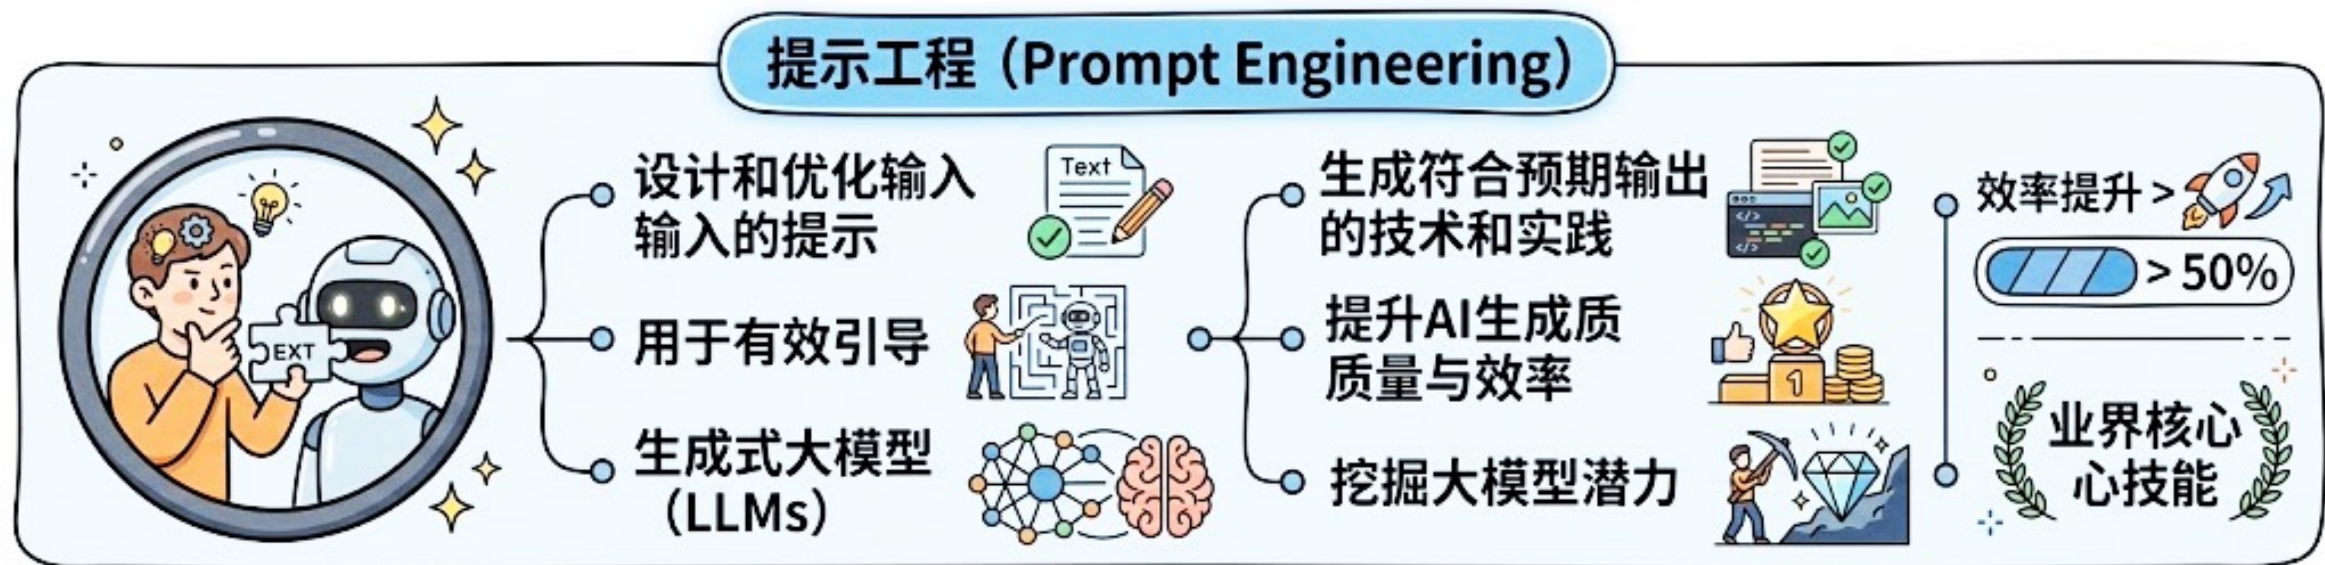 提示工程（Prompt Engineering）
EXT
设计和优化输入
输入的提示
Text
用于有效引导
生成式大模型
（LLMs）
生成符合预期输出
的技术和实践
</>
</>
提升AI生成质
质量与效率
1
挖掘大模型潜力
效率提升 >
> 50%
业界核心
心技能